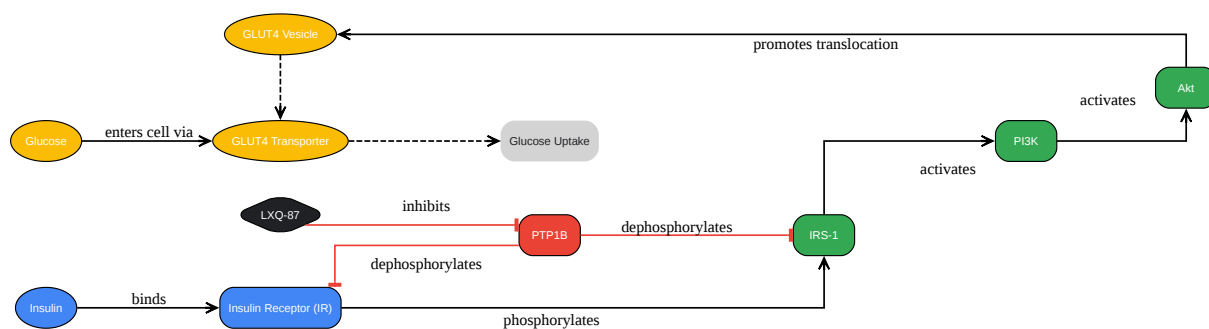 GLUT4 Vesicle
promotes translocation
Akt
activates
Glucose
enters cell via
GLUT4 Transporter
Glucose Uptake
PI3K
activates
LXQ-87
inhibits
PTP1B
dephosphorylates
IRS-1
dephosphorylates
Insulin
binds
Insulin Receptor (IR)
phosphorylates